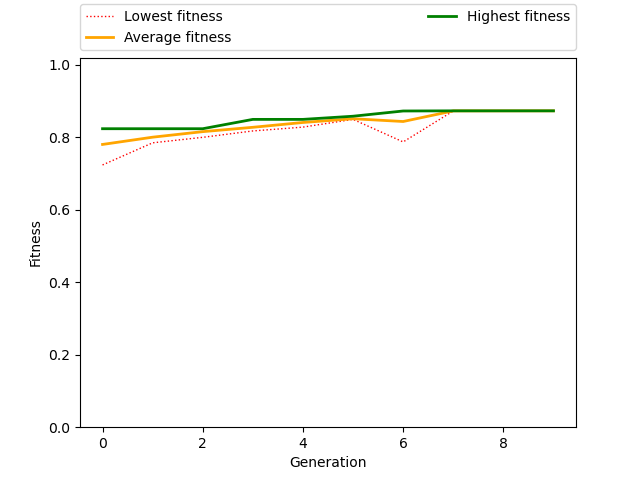 Lowest fitness
Average fitness
Highest fitness
1.0
0.8
0.6
0.4
0.2
0.0
Fitness
0 2 4 6 8
Generation